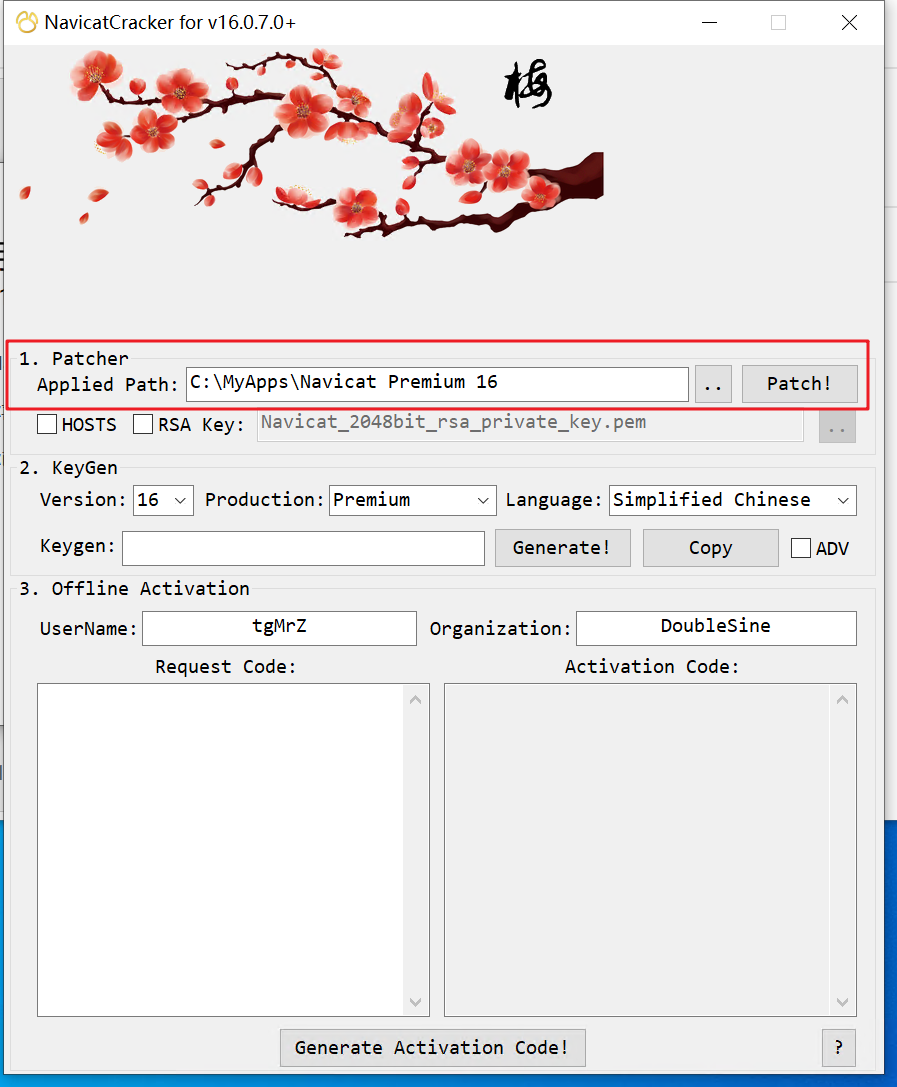 NavicatCracker for v16.0.7.0+
梅
1. Patcher
Applied Path: C:\MyApps\Navicat Premium 16 .. Patch!
HOSTS RSA Key: Navicat_2048bit_rsa_private_key.pem ..
2. KeyGen
Version: 16 Production: Premium Language: Simplified Chinese
Keygen: Generate! Copy ADV
3. Offline Activation
UserName: tgMrZ Organization: DoubleSine
Request Code: Activation Code:
Generate Activation Code! ?